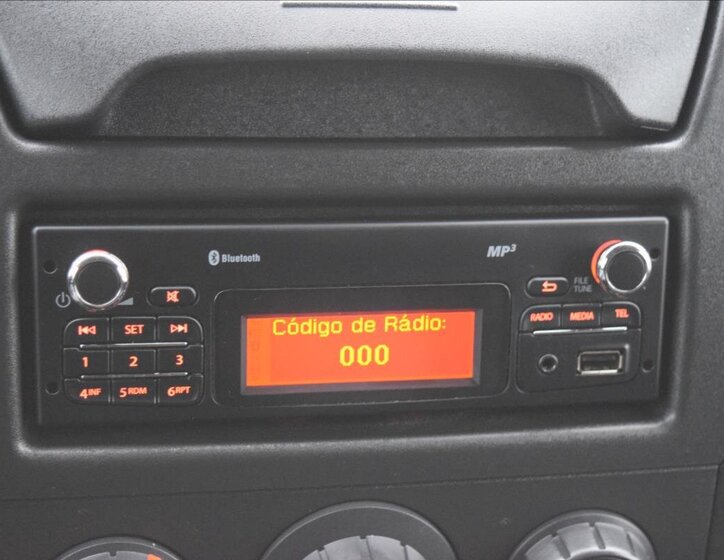 Bluetooth
MP3
FILE
TUNE
SET
RADIO MEDIA TEL
Código de Rádio:
000
1 2 3
4INF 5RDM 6RPT